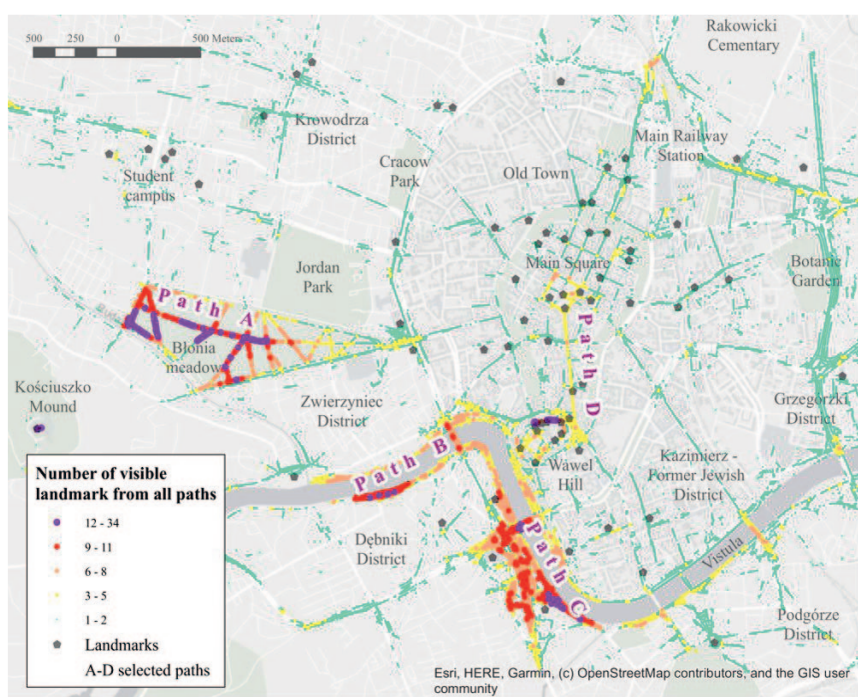 500 250 0 500 Meters
Rakowicki
Cementary
Krowodrza
District
Main Railway
Station
Cracow
Park
Old Town
Student
campus
Jordan
Park
Main Square
Botanic
Garden
Path A
Błonia
meadow
Path D
Kościuszko
Mound
Zwierzyniec
District
Grzegórzki
District
Path B
Wawel
Hill
Kazimierz -
Former Jewish
District
Number of visible
landmark from all paths
12 - 34
9 - 11
6 - 8
3 - 5
1 - 2
Landmarks
A-D selected paths
Dębniki
District
Path C
Vistula
Podgórze
District
Esri, HERE, Garmin, (c) OpenStreetMap contributors, and the GIS user
community